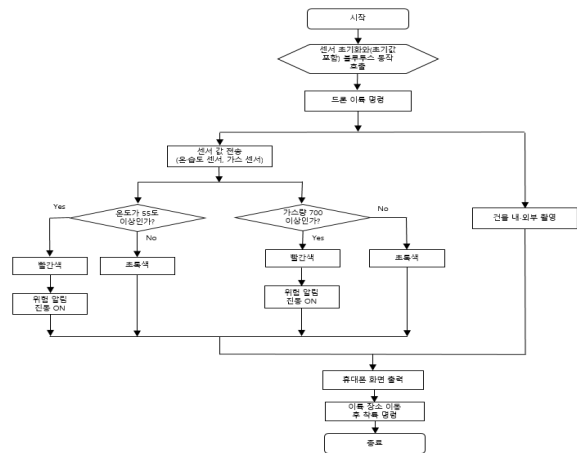 시작
센서 초기화와(초기값
포함) 블루투스 동작
호출
드론 이륙 명령
센서 값 전송
(온·습도 센서, 가스 센서)
Yes
온도가 55도
이상인가?
No
가스량 700
이상인가?
No
Yes
건물 내·외부 촬영
빨간색
초록색
빨간색
초록색
위험 알림
진동 ON
위험 알림
진동 ON
휴대폰 화면 출력
이륙 장소 이동
후 착륙 명령
종료